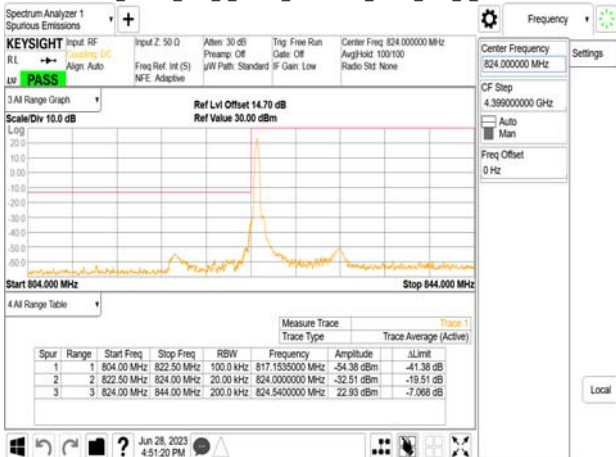 Spectrum Analyzer 1
Spurious Emissions
+
Frequency
KEYSIGHT Input: RF
RL
Coupling: DC
Align: Auto
Input Z: 50 Ω
Freq Ref: Int (S)
NFE: Adaptive
Atten: 30 dB
Preamp: Off
µW Path: Standard
Trig: Free Run
Gate: Off
IF Gain: Low
Center Freq: 824.000000 MHz
Avg|Hold: 100/100
Radio Std: None
PASS
Center Frequency
824.000000 MHz
Settings
CF Step
4.399000000 GHz
Auto
Man
Freq Offset
0 Hz
Local
3 All Range Graph
Scale/Div 10.0 dB
Ref Lvl Offset 14.70 dB
Ref Value 30.00 dBm
Log
20.0
10.0
0.00
-10.0
-20.0
-30.0
-40.0
-50.0
-60.0
Start 804.000 MHz
Stop 844.000 MHz
4 All Range Table
Measure Trace Trace 1
Trace Type Trace Average (Active)
Spur Range Start Freq Stop Freq RBW Frequency Amplitude ΔLimit
1 1 804.00 MHz 822.50 MHz 100.0 kHz 817.1535000 MHz -54.38 dBm -41.38 dB
2 2 822.50 MHz 824.00 MHz 20.00 kHz 824.0000000 MHz -32.51 dBm -19.51 dB
3 3 824.00 MHz 844.00 MHz 200.0 kHz 824.5400000 MHz 22.93 dBm -7.068 dB
?
Jun 28, 2023
4:51:20 PM